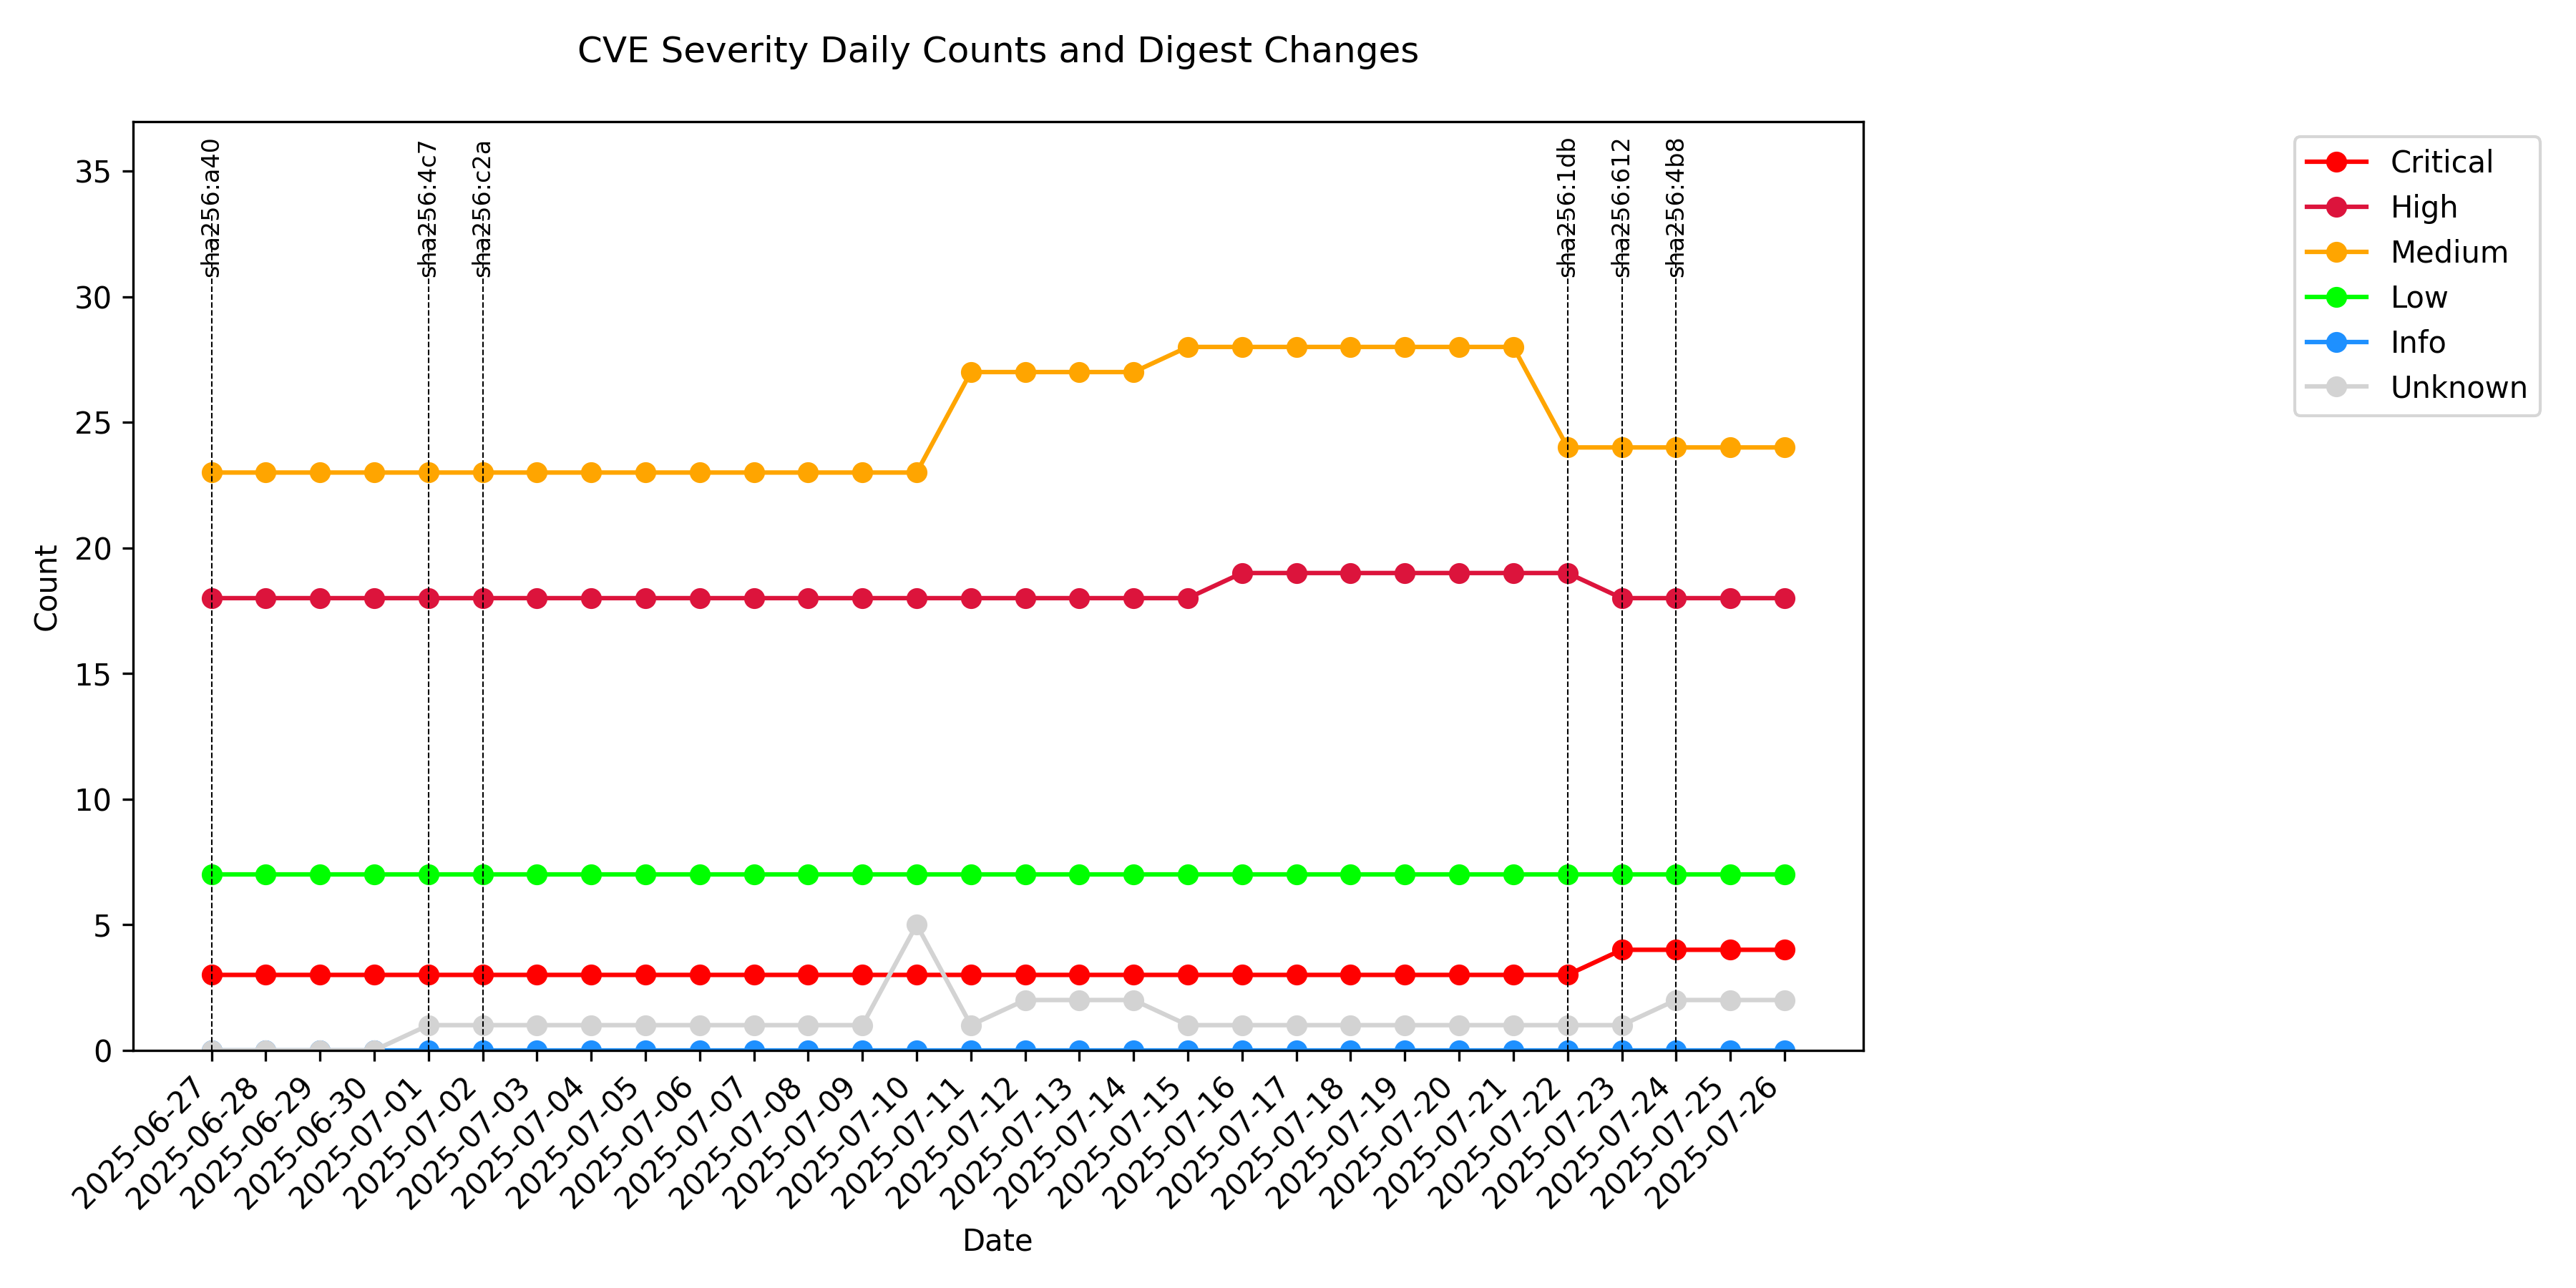 CVE Severity Daily Counts and Digest Changes
sha256:a40
sha256:4c7
sha256:c2a
sha256:1db
sha256:612
sha256:4b8
Critical
High
Medium
Low
Info
Unknown
Count
35
30
25
20
15
10
5
0
2025-06-27
2025-06-28
2025-06-29
2025-06-30
2025-07-01
2025-07-02
2025-07-03
2025-07-04
2025-07-05
2025-07-06
2025-07-07
2025-07-08
2025-07-09
2025-07-10
2025-07-11
2025-07-12
2025-07-13
2025-07-14
2025-07-15
2025-07-16
2025-07-17
2025-07-18
2025-07-19
2025-07-20
2025-07-21
2025-07-22
2025-07-23
2025-07-24
2025-07-25
2025-07-26
Date